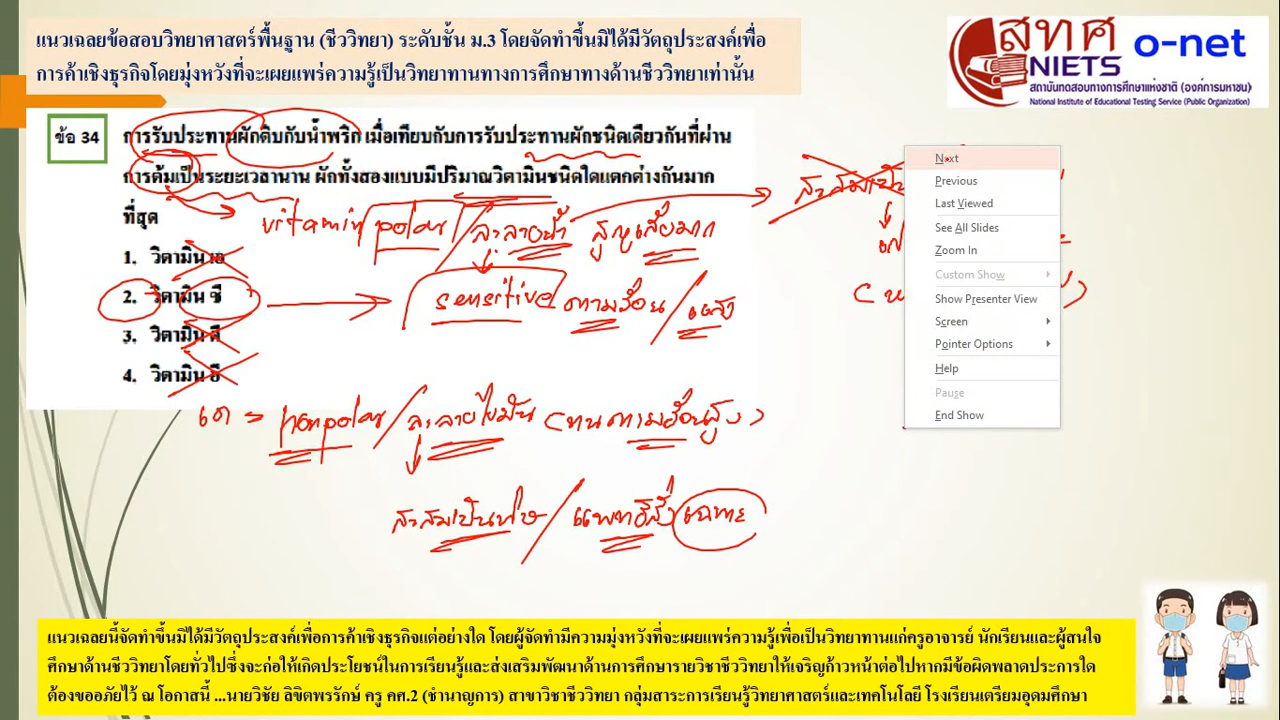 แนวเฉลยข้อสอบวิทยาศาสตร์พื้นฐาน (ชีววิทยา) ระดับชั้น ม.3 โดยจัดทำขึ้นมิได้มีวัตถุประสงค์เพื่อ
การค้าเชิงธุรกิจโดยมุ่งหวังที่จะเผยแพร่ความรู้เป็นวิทยาทานทางการศึกษาทางด้านชีววิทยาเท่านั้น
สทศ
NIETS
o-net
สถาบันทดสอบทางการศึกษาแห่งชาติ (องค์การมหาชน)
National Institute of Educational Testing Service (Public Organization)
ข้อ 34
การรับประทานผักดิบกับน้ำพริก เมื่อเทียบกับการรับประทานผักชนิดเดียวกันที่ผ่าน
การต้มเป็นระยะเวลานาน ผักทั้งสองแบบมีปริมาณวิตามินชนิดใดแตกต่างกันมาก
ที่สุด
vitamin polar / ละลายน้ำ สูญเสียมาก
1. วิตามิน เอ
2. วิตามิน ซี
sensitive ความร้อน / แสง
3. วิตามิน ดี
4. วิตามิน อี
nonpolar / ละลายไขมัน (ทนความร้อนสูง)
สะสมเป็นพิษ / แพทย์สั่ง เฉพาะ
Next
Previous
Last Viewed
See All Slides
Zoom In
Custom Show
Show Presenter View
Screen
Pointer Options
Help
Pause
End Show
แนวเฉลยนี้จัดทำขึ้นมิได้มีวัตถุประสงค์เพื่อการค้าเชิงธุรกิจแต่อย่างใด โดยผู้จัดทำมีความมุ่งหวังที่จะเผยแพร่ความรู้เพื่อเป็นวิทยาทานแก่ครูอาจารย์ นักเรียนและผู้สนใจ
ศึกษาด้านชีววิทยาโดยทั่วไปซึ่งจะก่อให้เกิดประโยชน์ในการเรียนรู้และส่งเสริมพัฒนาด้านการศึกษารายวิชาชีววิทยาให้เจริญก้าวหน้าต่อไปหากมีข้อผิดพลาดประการใด
ต้องขออภัยไว้ ณ โอกาสนี้ ...นายวิชัย ลิขิตพรรักษ์ ครู คศ.2 (ชำนาญการ) สาขาวิชาชีววิทยา กลุ่มสาระการเรียนรู้วิทยาศาสตร์และเทคโนโลยี โรงเรียนเตรียมอุดมศึกษา